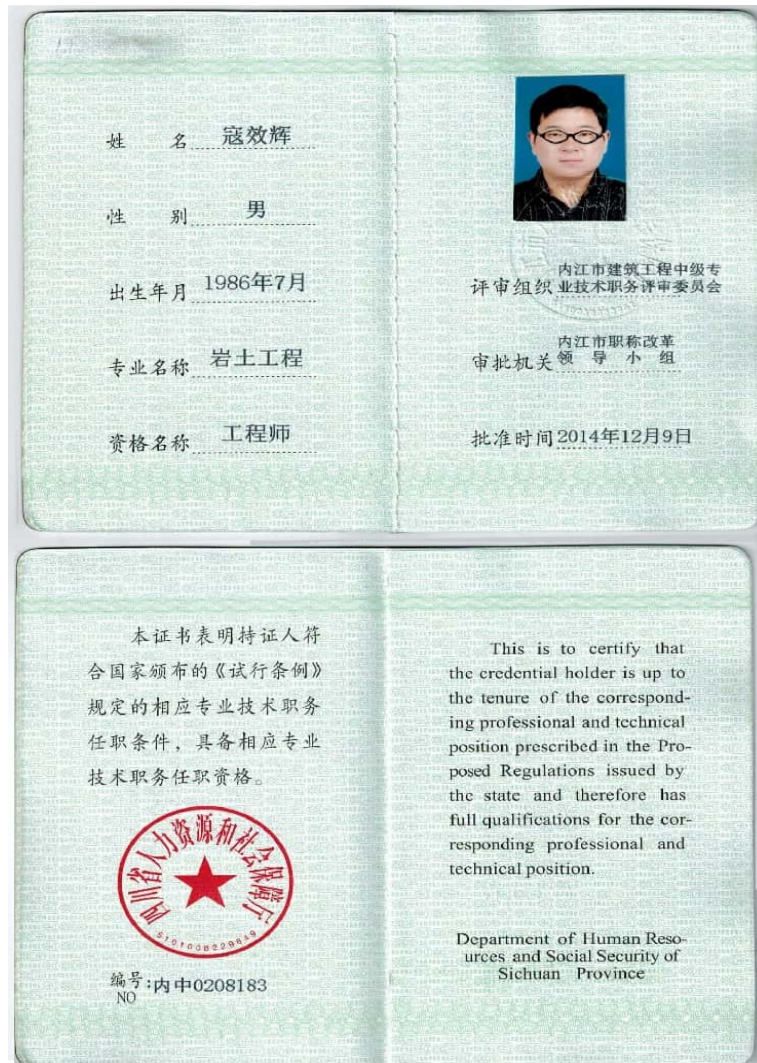 姓 名 寇效辉
性 别 男
出生年月 1986年7月
专业名称 岩土工程
资格名称 工程师
评审组织 内江市建筑工程中级专
业技术职务评审委员会
审批机关 内江市职称改革
领导小组
批准时间 2014年12月9日
本证书表明持证人符
合国家颁布的《试行条例》
规定的相应专业技术职务
任职条件，具备相应专业
技术职务任职资格。
四川省人力资源和社会保障厅
5101008229849
编号:内中0208183
NO
This is to certify that
the credential holder is up to
the tenure of the correspond-
ing professional and technical
position prescribed in the Pro-
posed Regulations issued by
the state and therefore has
full qualifications for the cor-
responding professional and
technical position.
Department of Human Reso-
urces and Social Security of
Sichuan Province